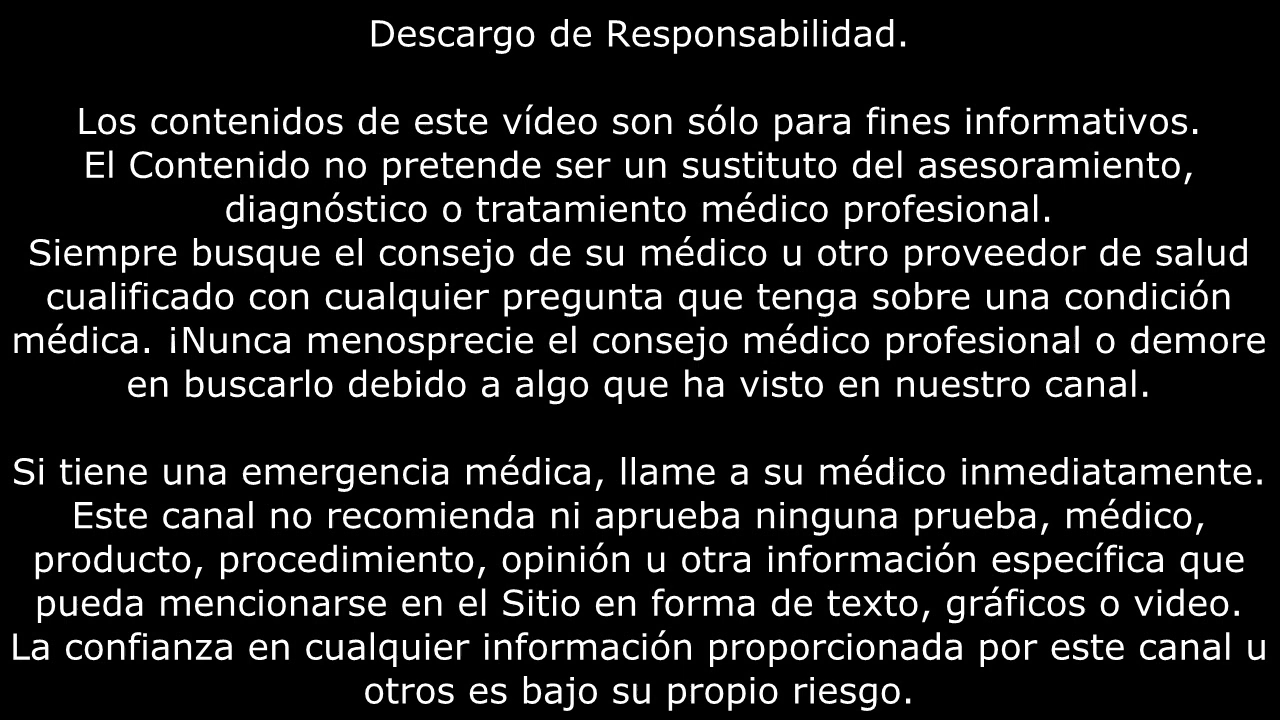 Descargo de Responsabilidad.
Los contenidos de este vídeo son sólo para fines informativos.
El Contenido no pretende ser un sustituto del asesoramiento,
diagnóstico o tratamiento médico profesional.
Siempre busque el consejo de su médico u otro proveedor de salud
cualificado con cualquier pregunta que tenga sobre una condición
médica. ¡Nunca menosprecie el consejo médico profesional o demore
en buscarlo debido a algo que ha visto en nuestro canal.
Si tiene una emergencia médica, llame a su médico inmediatamente.
Este canal no recomienda ni aprueba ninguna prueba, médico,
producto, procedimiento, opinión u otra información específica que
pueda mencionarse en el Sitio en forma de texto, gráficos o video.
La confianza en cualquier información proporcionada por este canal u
otros es bajo su propio riesgo.